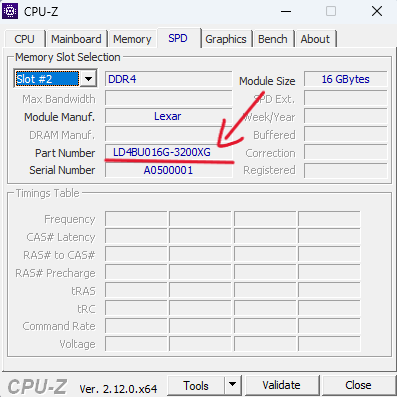 CPU-Z
CPU Mainboard Memory SPD Graphics Bench About
Memory Slot Selection
Slot #2 DDR4 Module Size 16 GBytes
Max Bandwidth SPD Ext.
Module Manuf. Lexar Week/Year
DRAM Manuf. Buffered
Part Number LD4BU016G-3200XG Correction
Serial Number A0500001 Registered
Timings Table
Frequency
CAS# Latency
RAS# to CAS#
RAS# Precharge
tRAS
tRC
Command Rate
Voltage
CPU-Z Ver. 2.12.0.x64 Tools Validate Close